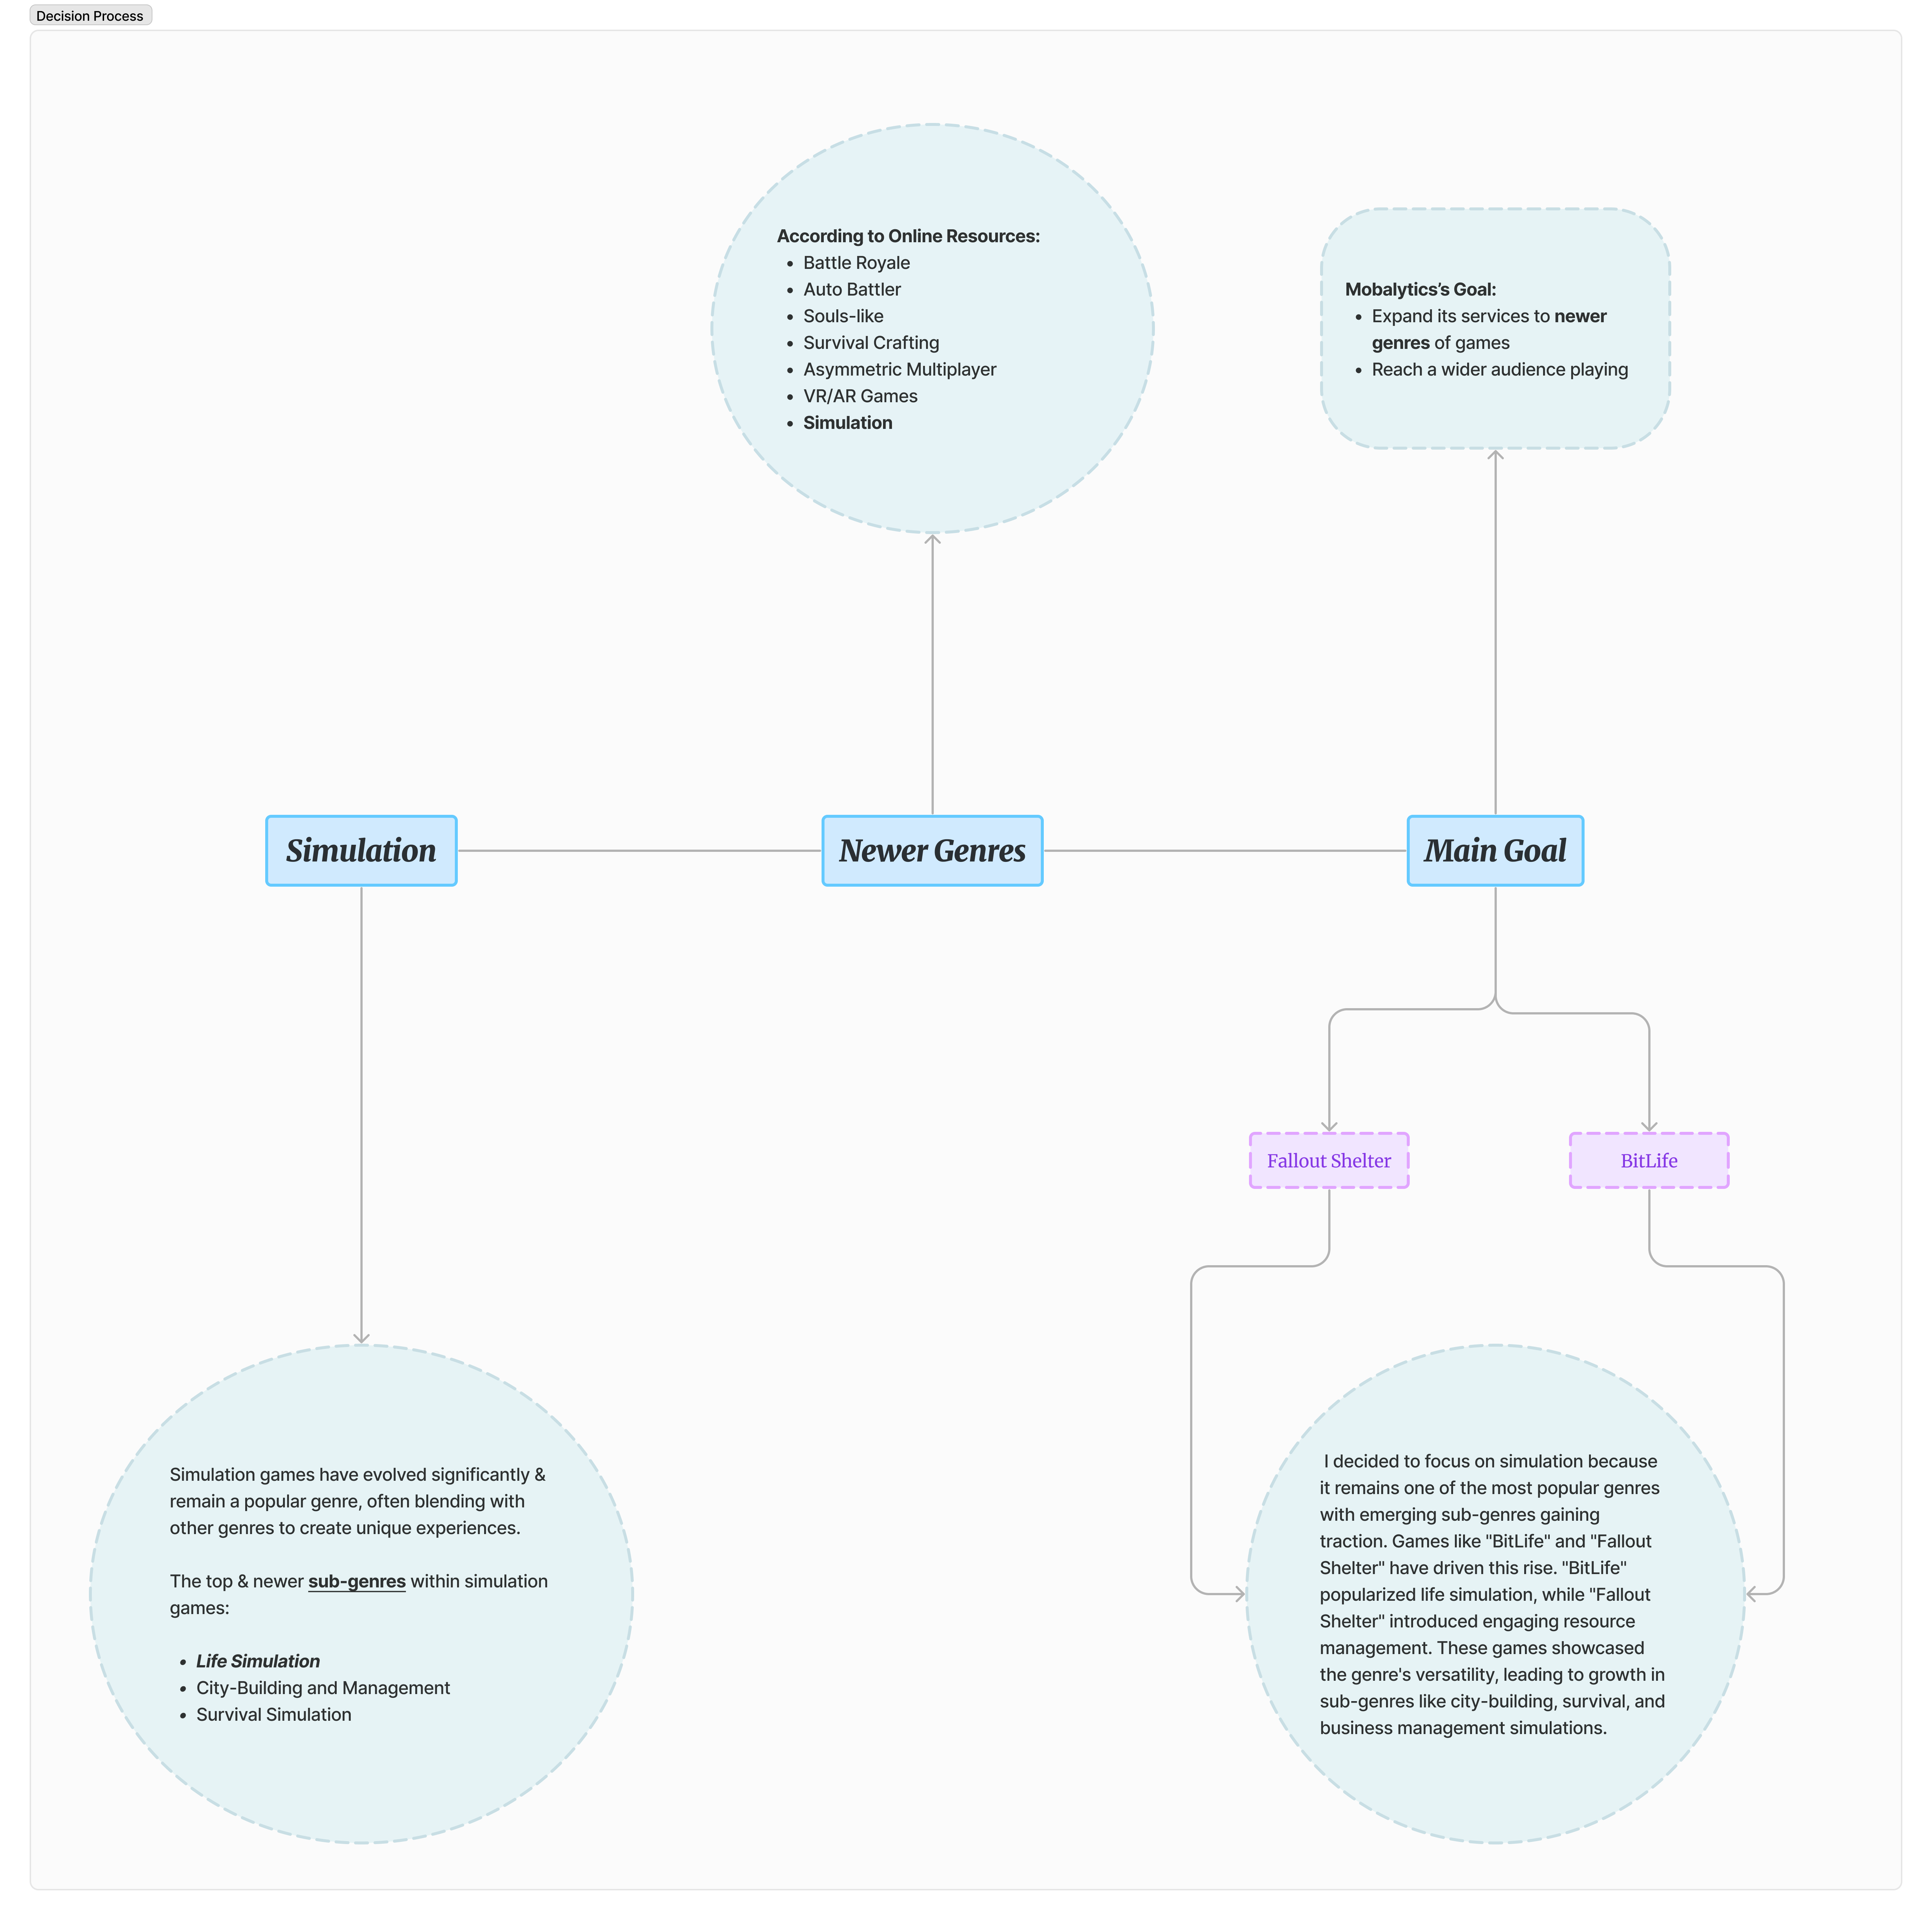 Decision Process
According to Online Resources:
• Battle Royale
• Auto Battler
• Souls-like
• Survival Crafting
• Asymmetric Multiplayer
• VR/AR Games
• Simulation
Mobalytics’s Goal:
• Expand its services to newer
genres of games
• Reach a wider audience playing
Simulation
Newer Genres
Main Goal
Fallout Shelter
BitLife
Simulation games have evolved significantly &
remain a popular genre, often blending with
other genres to create unique experiences.
The top & newer sub-genres within simulation
games:
• Life Simulation
• City-Building and Management
• Survival Simulation
I decided to focus on simulation because
it remains one of the most popular genres
with emerging sub-genres gaining
traction. Games like "BitLife" and "Fallout
Shelter" have driven this rise. "BitLife"
popularized life simulation, while "Fallout
Shelter" introduced engaging resource
management. These games showcased
the genre's versatility, leading to growth in
sub-genres like city-building, survival, and
business management simulations.